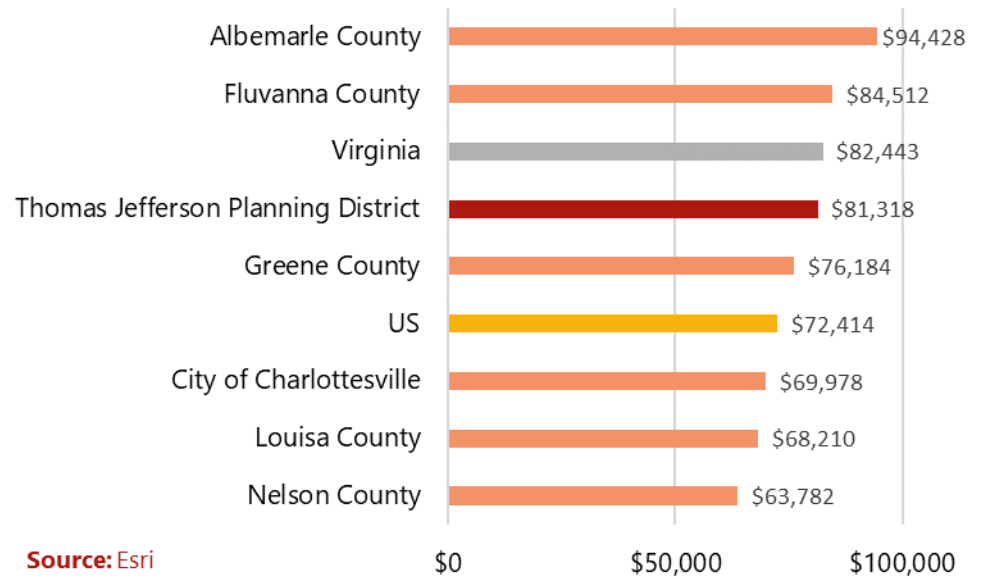 Albemarle County $94,428
Fluvanna County $84,512
Virginia $82,443
Thomas Jefferson Planning District $81,318
Greene County $76,184
US $72,414
City of Charlottesville $69,978
Louisa County $68,210
Nelson County $63,782
$0 $50,000 $100,000
Source: Esri